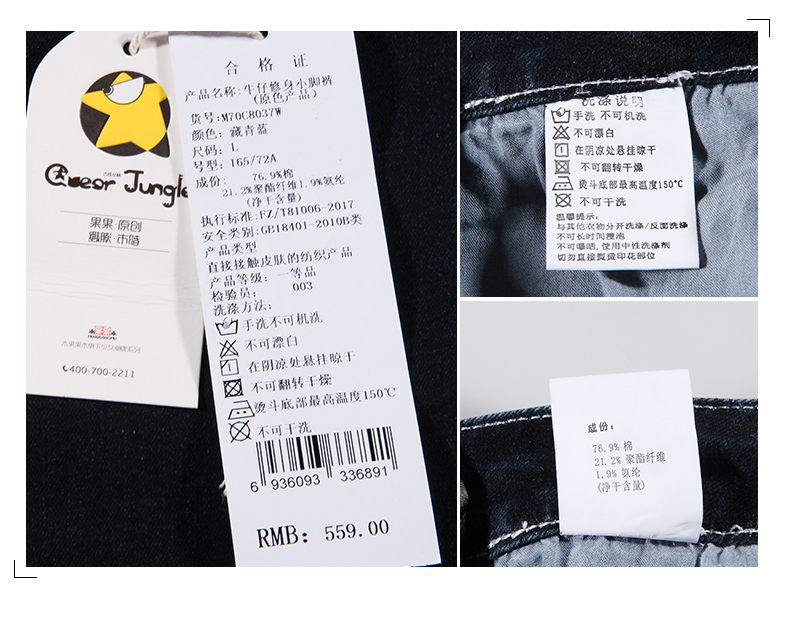 Queer Jungle
果果·原创
潮族·市场
400-700-2211
合格证
产品名称:牛仔修身小脚裤
(原色产品)
货号:M70C8037W
颜色: 藏青蓝
尺码: L
号型: 165/72A
成份: 76.9%棉
21.2%聚酯纤维1.9%氨纶
(净干含量)
执行标准:FZ/T81006-2017
安全类别:GB18401-2010B类
产品类型
直接接触皮肤的纺织产品
产品等级: 一等品
检验员: 003
洗涤方法:
手洗不可机洗
不可漂白
在阴凉处悬挂晾干
不可翻转干燥
熨斗底部最高温度150℃
不可干洗
6 936093 336891
RMB: 559.00
洗涤说明
手洗 不可机洗
不可漂白
在阴凉处悬挂晾干
不可翻转干燥
熨斗底部最高温度150℃
不可干洗
温馨提示:
与其他衣物分开洗涤/反面洗涤
不可长时间浸泡
不可曝晒, 使用中性洗涤剂
切勿直接熨烫印花部位
成份:
76.9% 棉
21.2% 聚酯纤维
1.9% 氨纶
(净干含量)